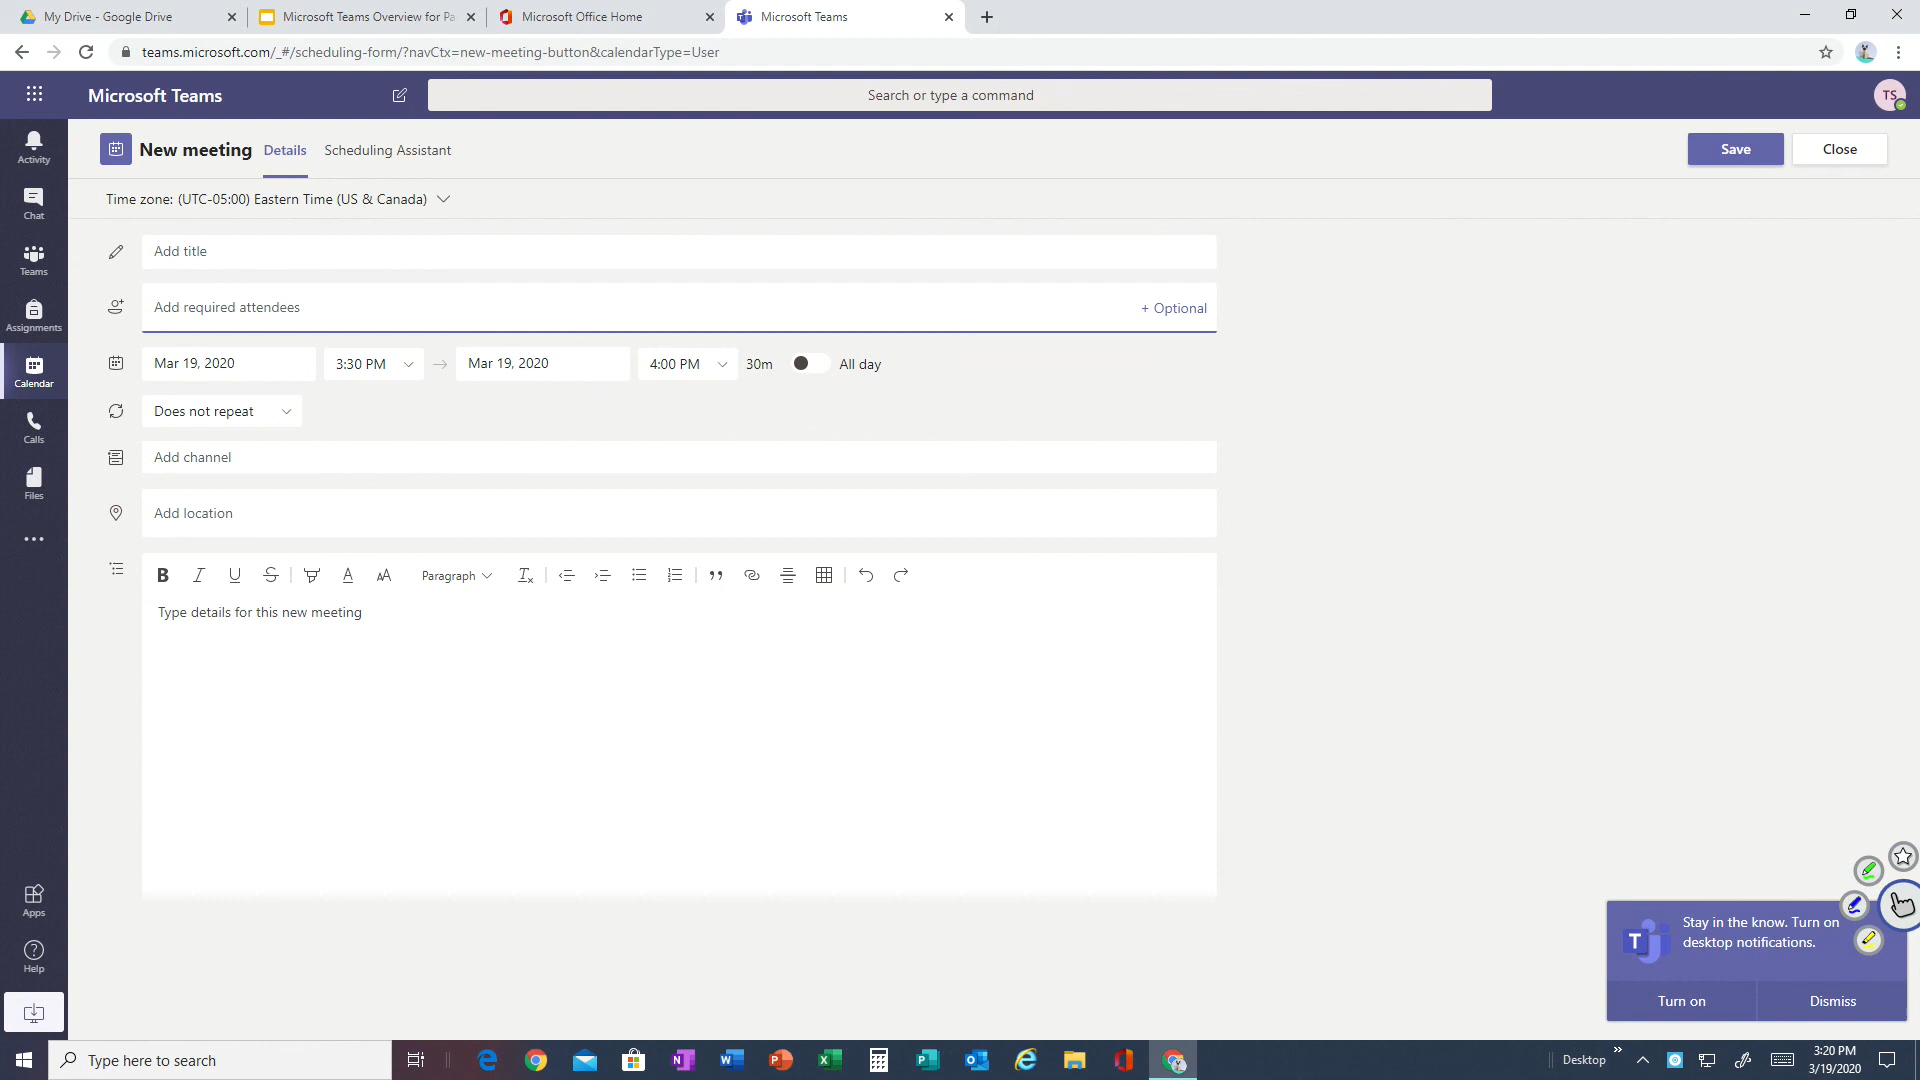 My Drive - Google Drive
Microsoft Teams Overview for Pa
Microsoft Office Home
Microsoft Teams
teams.microsoft.com/_#/scheduling-form/?navCtx=new-meeting-button&calendarType=User
Microsoft Teams
Search or type a command
TS
Activity
Chat
Teams
Assignments
Calendar
Calls
Files
Apps
Help
New meeting
Details
Scheduling Assistant
Save
Close
Time zone: (UTC-05:00) Eastern Time (US & Canada)
Add title
Add required attendees
+ Optional
Mar 19, 2020
3:30 PM
Mar 19, 2020
4:00 PM
30m
All day
Does not repeat
Add channel
Add location
Paragraph
Type details for this new meeting
Stay in the know. Turn on
desktop notifications.
Turn on
Dismiss
Type here to search
Desktop
3:20 PM
3/19/2020